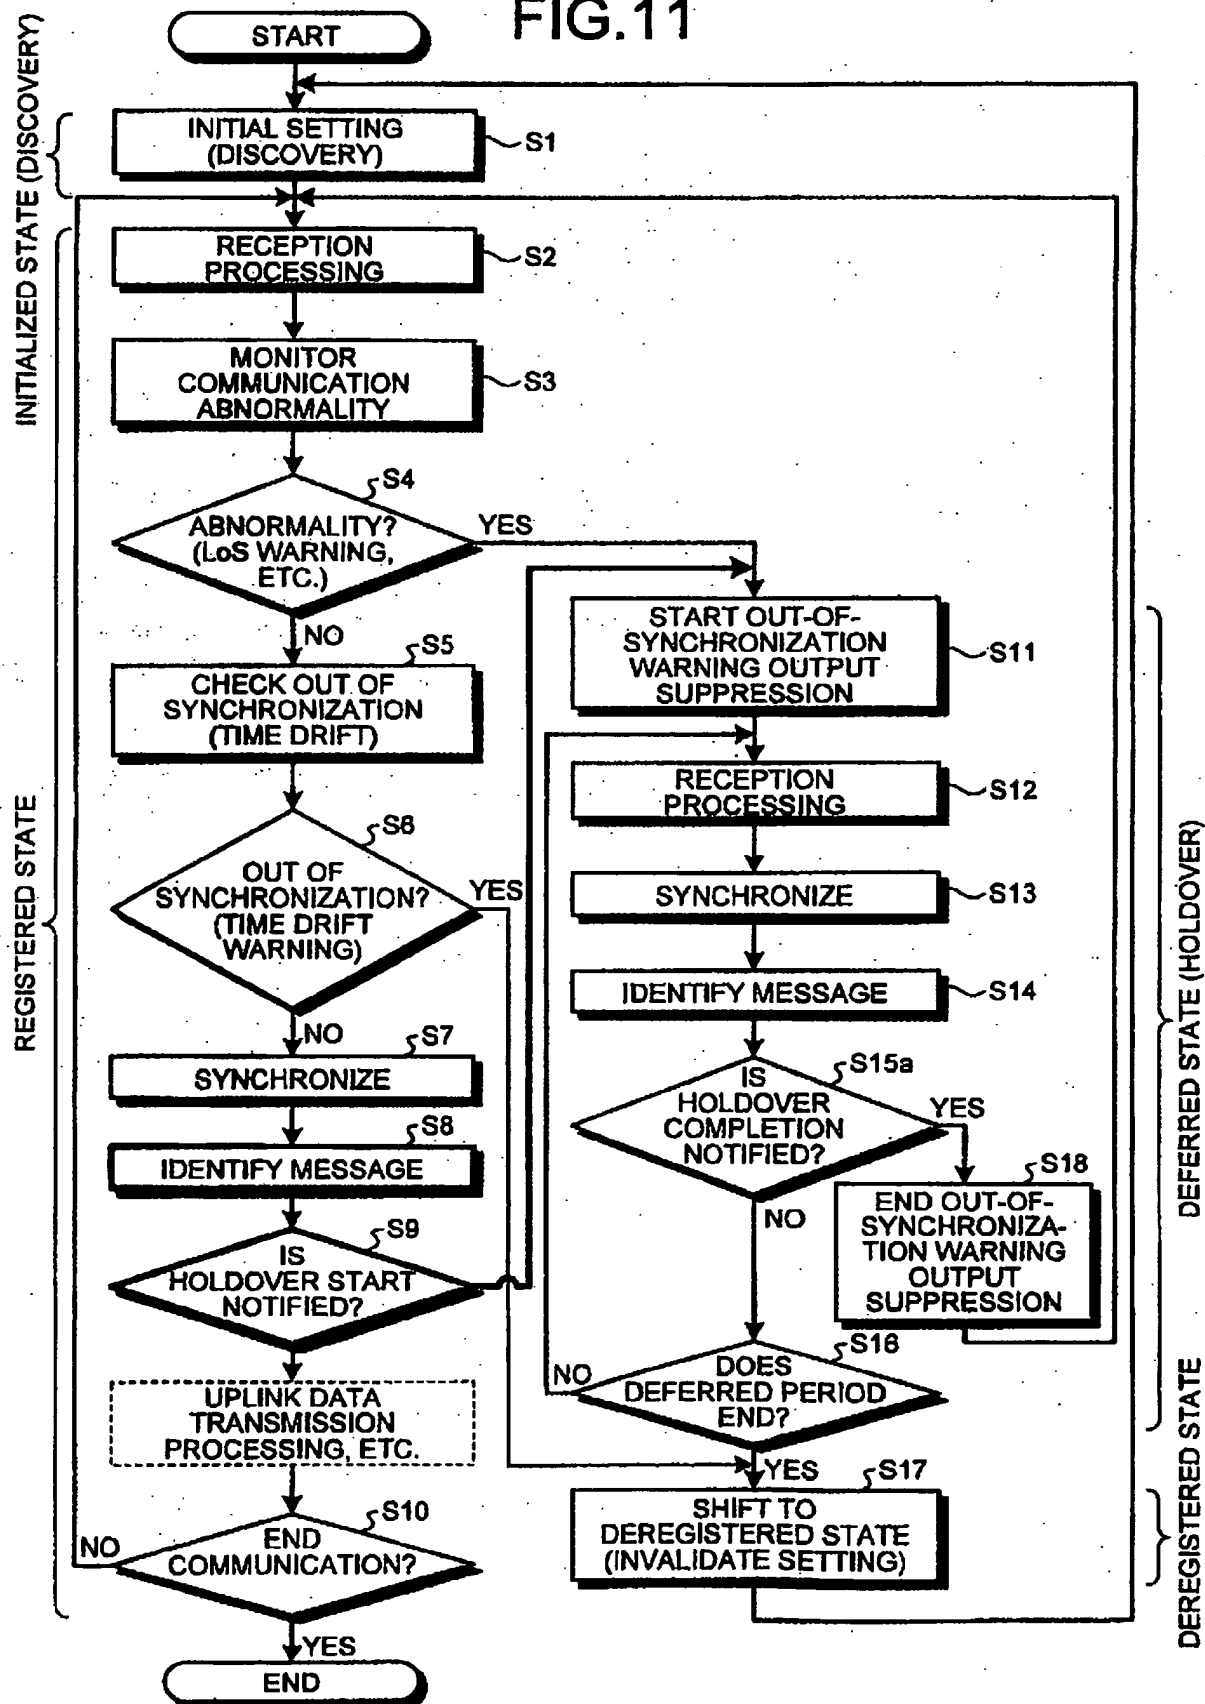 FIG.11
START
INITIAL SETTING
(DISCOVERY)
S1
RECEPTION
PROCESSING
S2
MONITOR
COMMUNICATION
ABNORMALITY
S3
S4
ABNORMALITY?
(LoS WARNING,
ETC.)
YES
NO
S5
CHECK OUT OF
SYNCHRONIZATION
(TIME DRIFT)
S6
OUT OF
SYNCHRONIZATION?
(TIME DRIFT
WARNING)
YES
NO
S7
SYNCHRONIZE
S8
IDENTIFY MESSAGE
S9
IS
HOLDOVER START
NOTIFIED?
UPLINK DATA
TRANSMISSION
PROCESSING, ETC.
S10
END
COMMUNICATION?
NO
YES
END
START OUT-OF-
SYNCHRONIZATION
WARNING OUTPUT
SUPPRESSION
S11
RECEPTION
PROCESSING
S12
SYNCHRONIZE
S13
IDENTIFY MESSAGE
S14
S15a
IS
HOLDOVER
COMPLETION
NOTIFIED?
YES
NO
S18
END OUT-OF-
SYNCHRONIZA-
TION WARNING
OUTPUT
SUPPRESSION
S16
DOES
DEFERRED PERIOD
END?
NO
YES
S17
SHIFT TO
DEREGISTERED STATE
(INVALIDATE SETTING)
INITIALIZED STATE (DISCOVERY)
REGISTERED STATE
DEFERRED STATE (HOLDOVER)
DEREGISTERED STATE